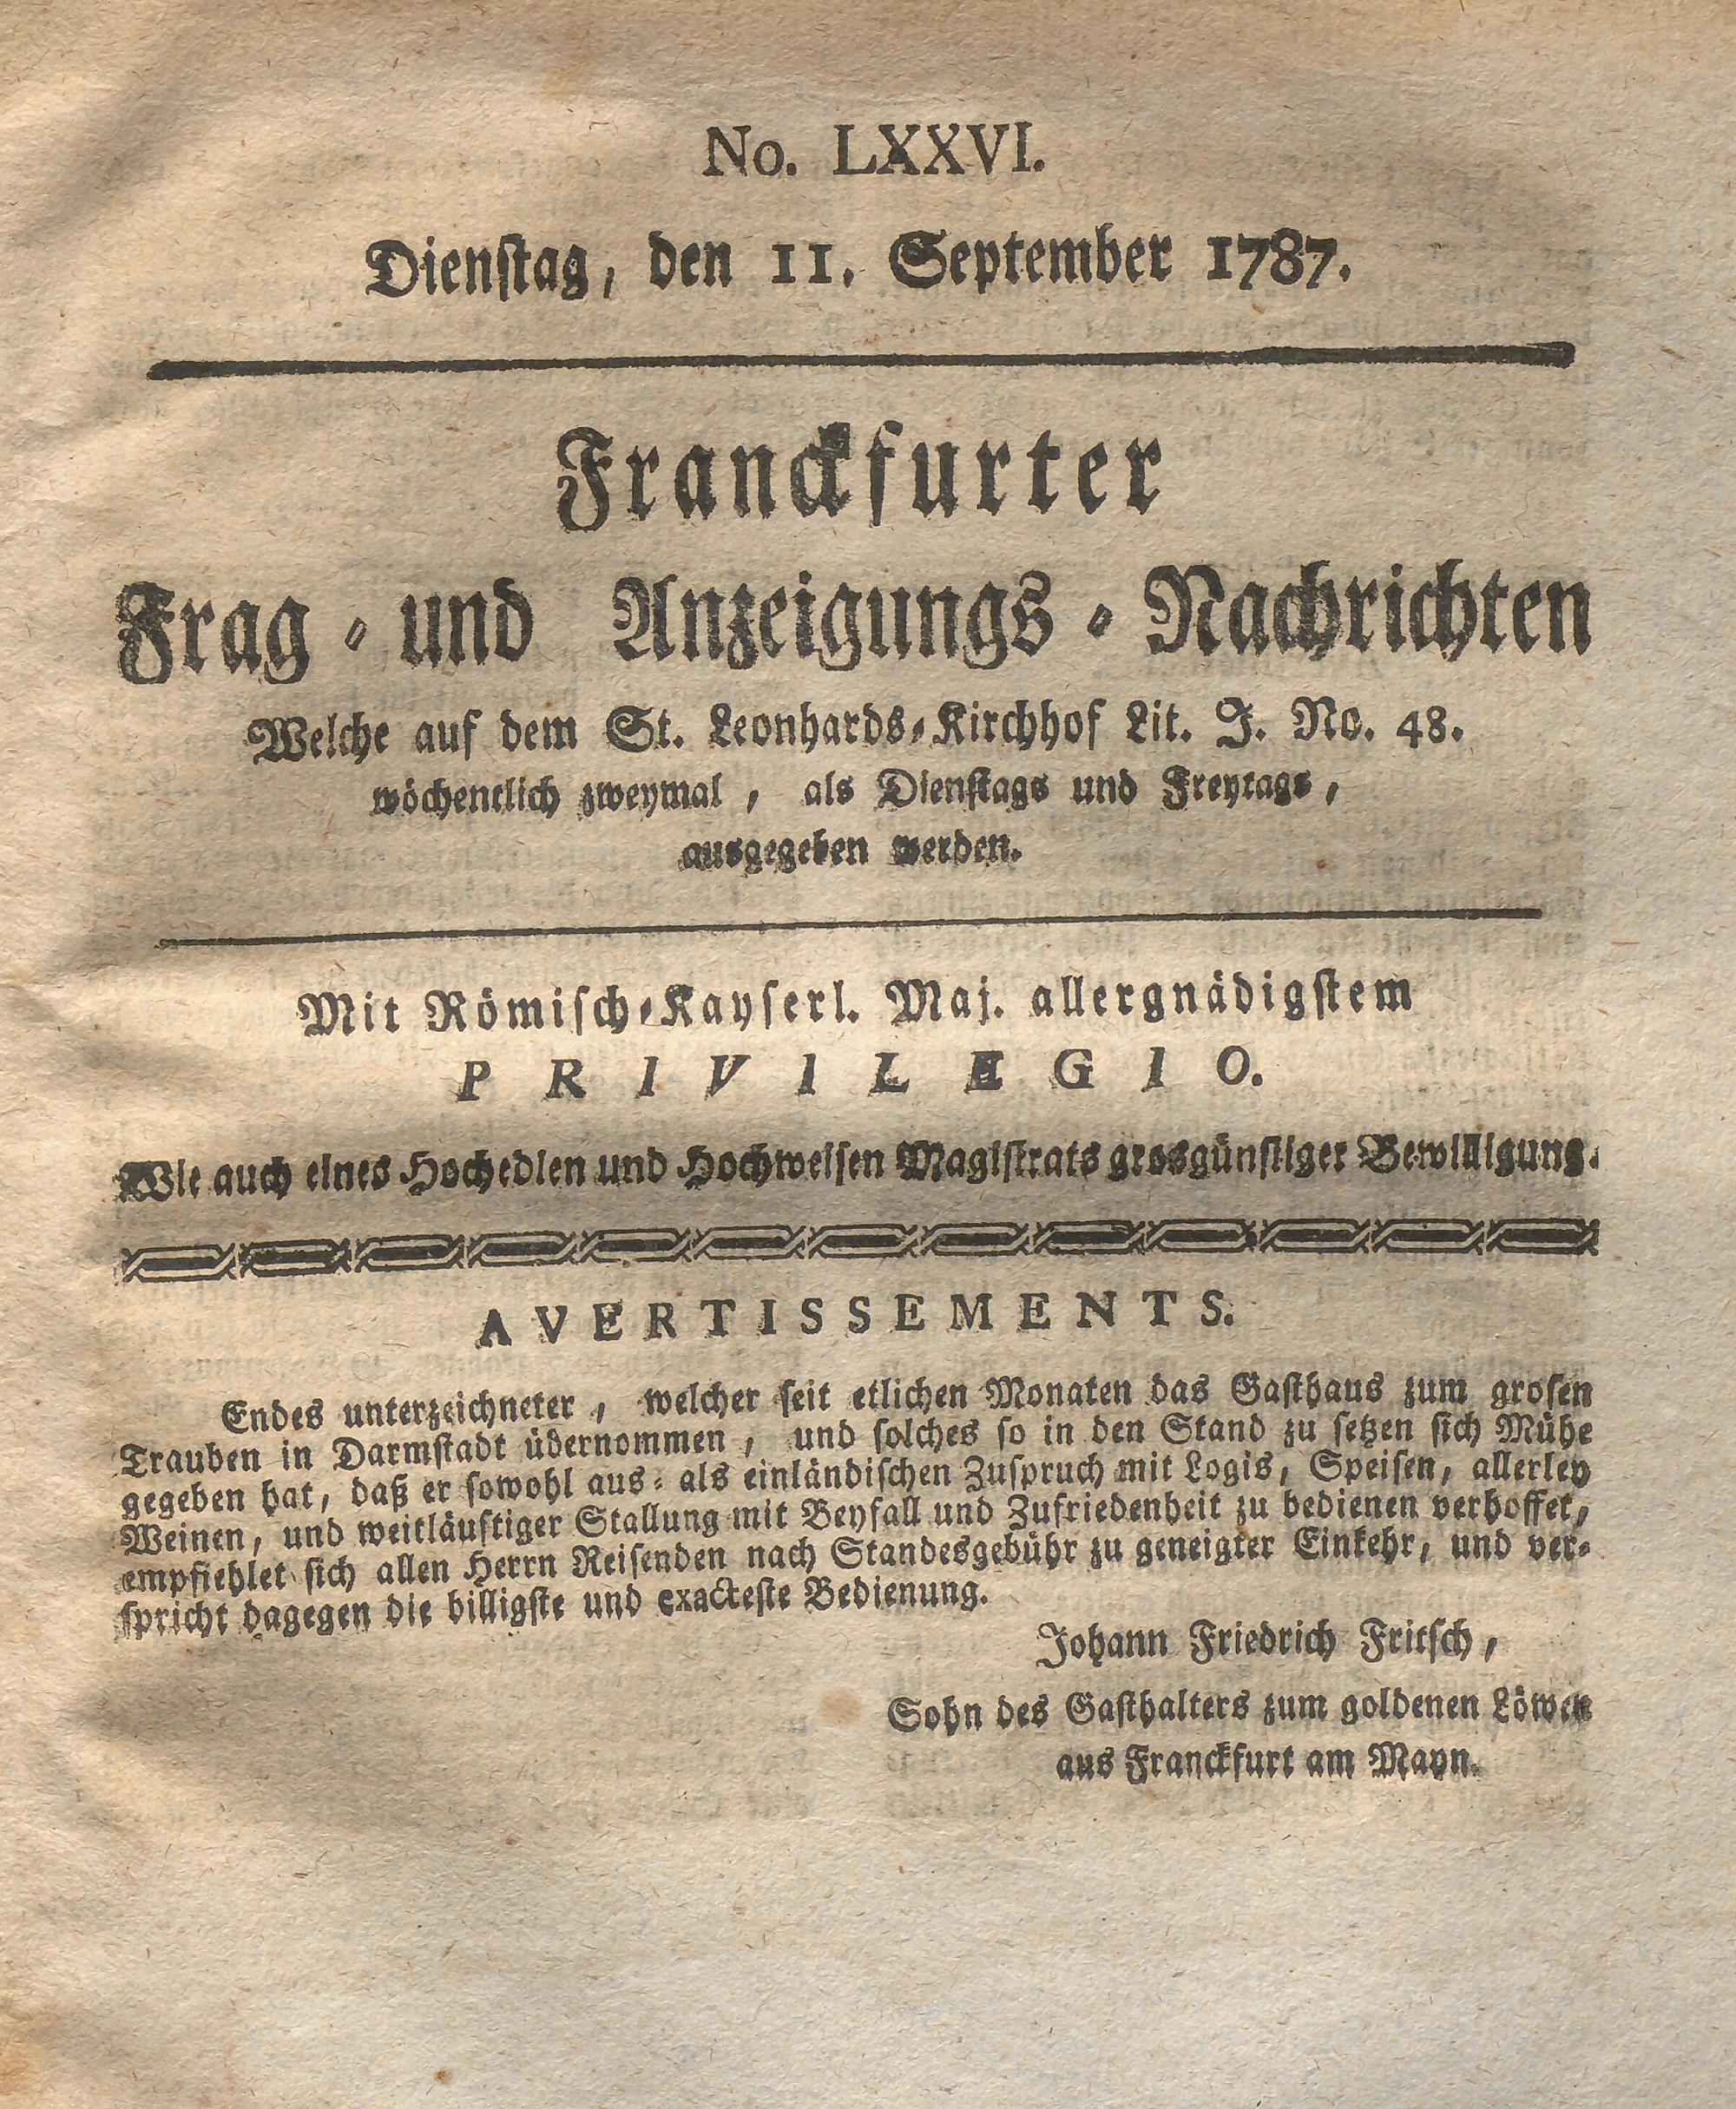 No. LXXVI.
Dienſtag, den 11. September 1787.
Franckfurter
Frag - und Anzeigungs - Nachrichten
Welche auf dem St. Leonhards-Kirchhof Lit. J. No. 48.
wöchentlich zweymal, als Dienſtags und Freytags,
ausgegeben werden.
Mit Römiſch-Kayſerl. Maj. allergnädigſtem
PRIVILEGIO.
Wie auch eines Hochedlen und Hochweiſen Magiſtrats grosgünſtiger Bewilligung.
AVERTISSEMENTS.
Endes unterzeichneter, welcher ſeit etlichen Monaten das Gaſthaus zum groſen
Trauben in Darmſtadt üdernommen, und ſolches ſo in den Stand zu ſetzen ſich Mühe
gegeben hat, daß er ſowohl aus- als einländiſchen Zuſpruch mit Logis, Speiſen, allerley
Weinen, und weitläuftiger Stallung mit Beyfall und Zufriedenheit zu bedienen verhoffet,
empfiehlet ſich allen Herrn Reiſenden nach Standesgebühr zu geneigter Einkehr, und ver-
ſpricht dagegen die billigſte und exacteſte Bedienung.
Johann Friedrich Fritſch,
Sohn des Gaſthalters zum goldenen Löwen
aus Franckfurt am Mayn.